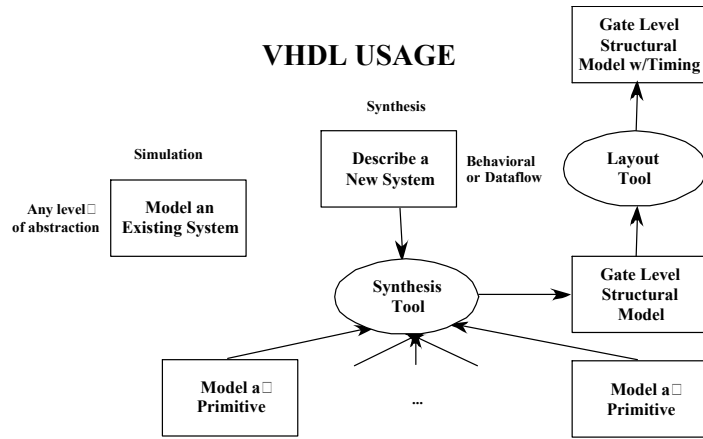 VHDL USAGE
Gate Level
Structural
Model w/Timing
Synthesis
Simulation
Describe a
New System
Behavioral
or Dataflow
Layout
Tool
Any level□
of abstraction
Model an
Existing System
Synthesis
Tool
Gate Level
Structural
Model
Model a□
Primitive
...
Model a□
Primitive